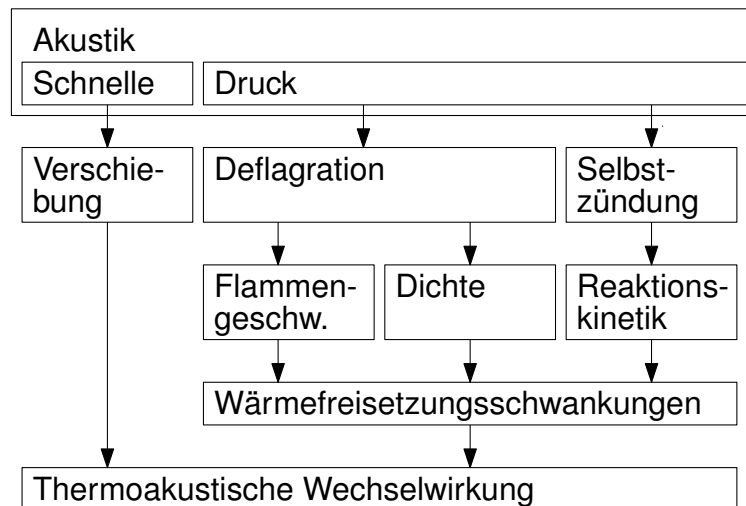 Akustik
Schnelle
Druck
Verschie-
bung
Deflagration
Selbst-
zündung
Flammen-
geschw.
Dichte
Reaktions-
kinetik
Wärmefreisetzungsschwankungen
Thermoakustische Wechselwirkung